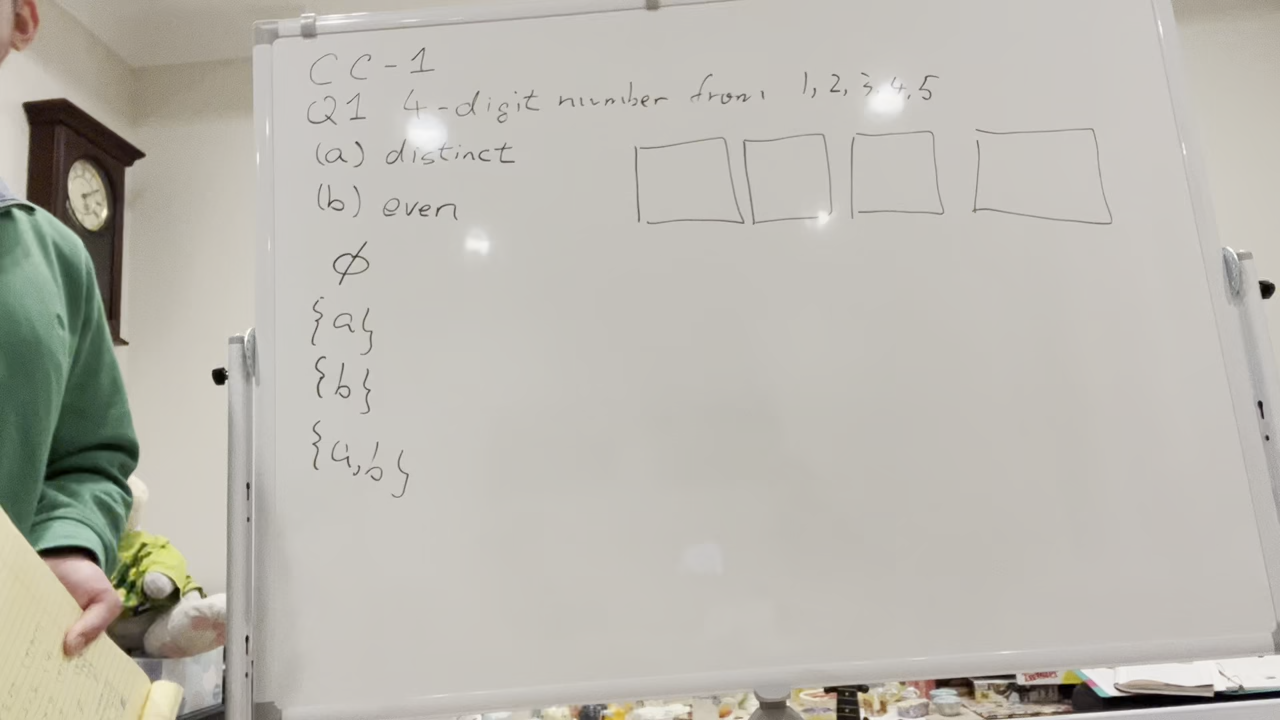 CC-1
Q1 4-digit number from 1, 2, 3, 4, 5
(a) distinct
(b) even
∅
{a}
{b}
{a,b}